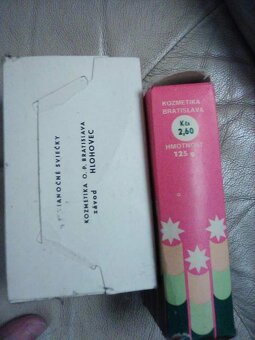 VIANOČNÉ SVIEČKY
KOZMETIKA O. P. BRATISLAVA
závod HLOHOVEC
KOZMETIKA
BRATISLAVA
Kčs
2,60
HMOTNOSŤ
125 g